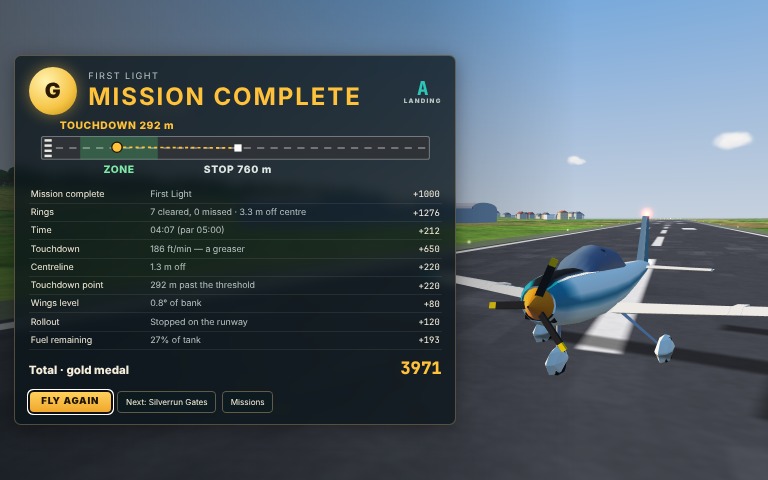 G
FIRST LIGHT
MISSION COMPLETE
A
LANDING
TOUCHDOWN 292 m
ZONE
STOP 760 m
Mission complete First Light +1000
Rings 7 cleared, 0 missed · 3.3 m off centre +1276
Time 04:07 (par 05:00) +212
Touchdown 186 ft/min — a greaser +650
Centreline 1.3 m off +220
Touchdown point 292 m past the threshold +220
Wings level 0.8° of bank +80
Rollout Stopped on the runway +120
Fuel remaining 27% of tank +193
Total · gold medal 3971
FLY AGAIN Next: Silverrun Gates Missions